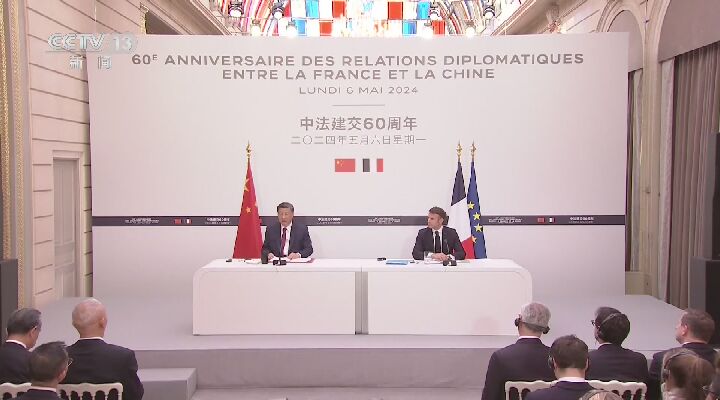 CCTV 13
新闻
60E ANNIVERSAIRE DES RELATIONS DIPLOMATIQUES
ENTRE LA FRANCE ET LA CHINE
LUNDI 6 MAI 2024
中法建交60周年
二〇二四年五月六日星期一